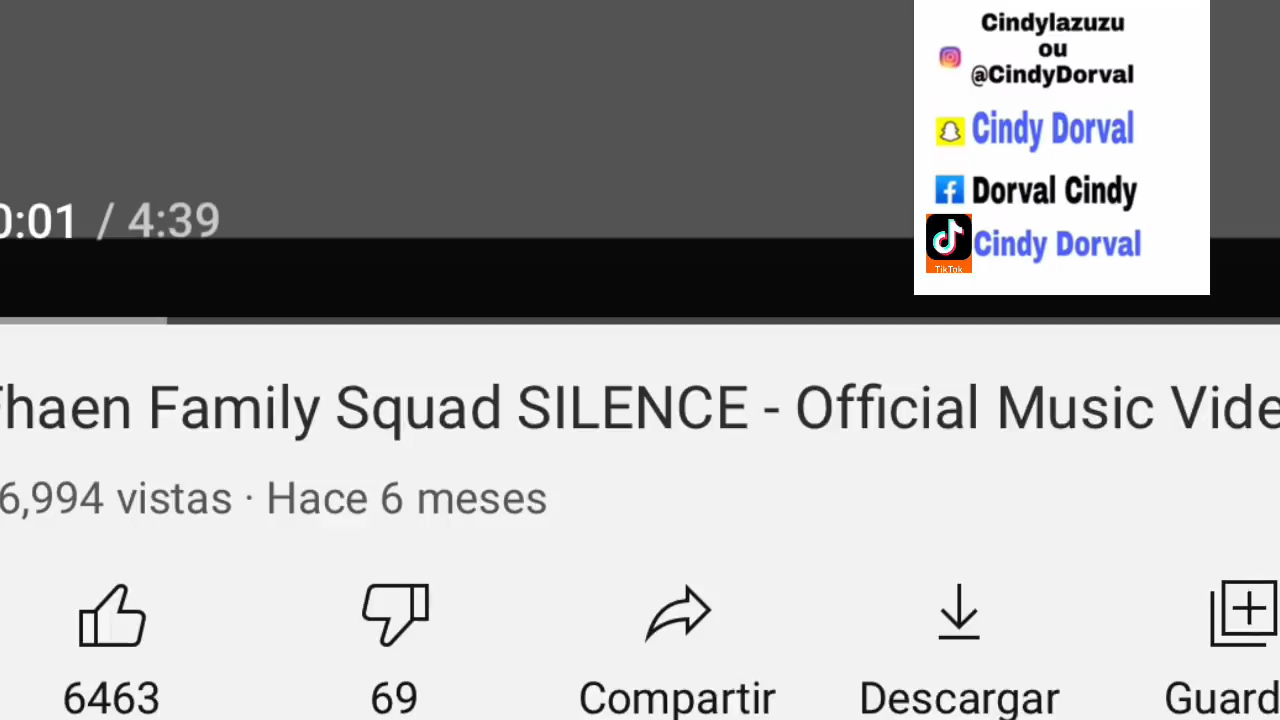 Cindylazuzu
ou
@CindyDorval
Cindy Dorval
Dorval Cindy
TikTok
Cindy Dorval
0:01 / 4:39
Fhaen Family Squad SILENCE - Official Music Vide
6,994 vistas · Hace 6 meses
6463 69
Compartir Descargar Guard